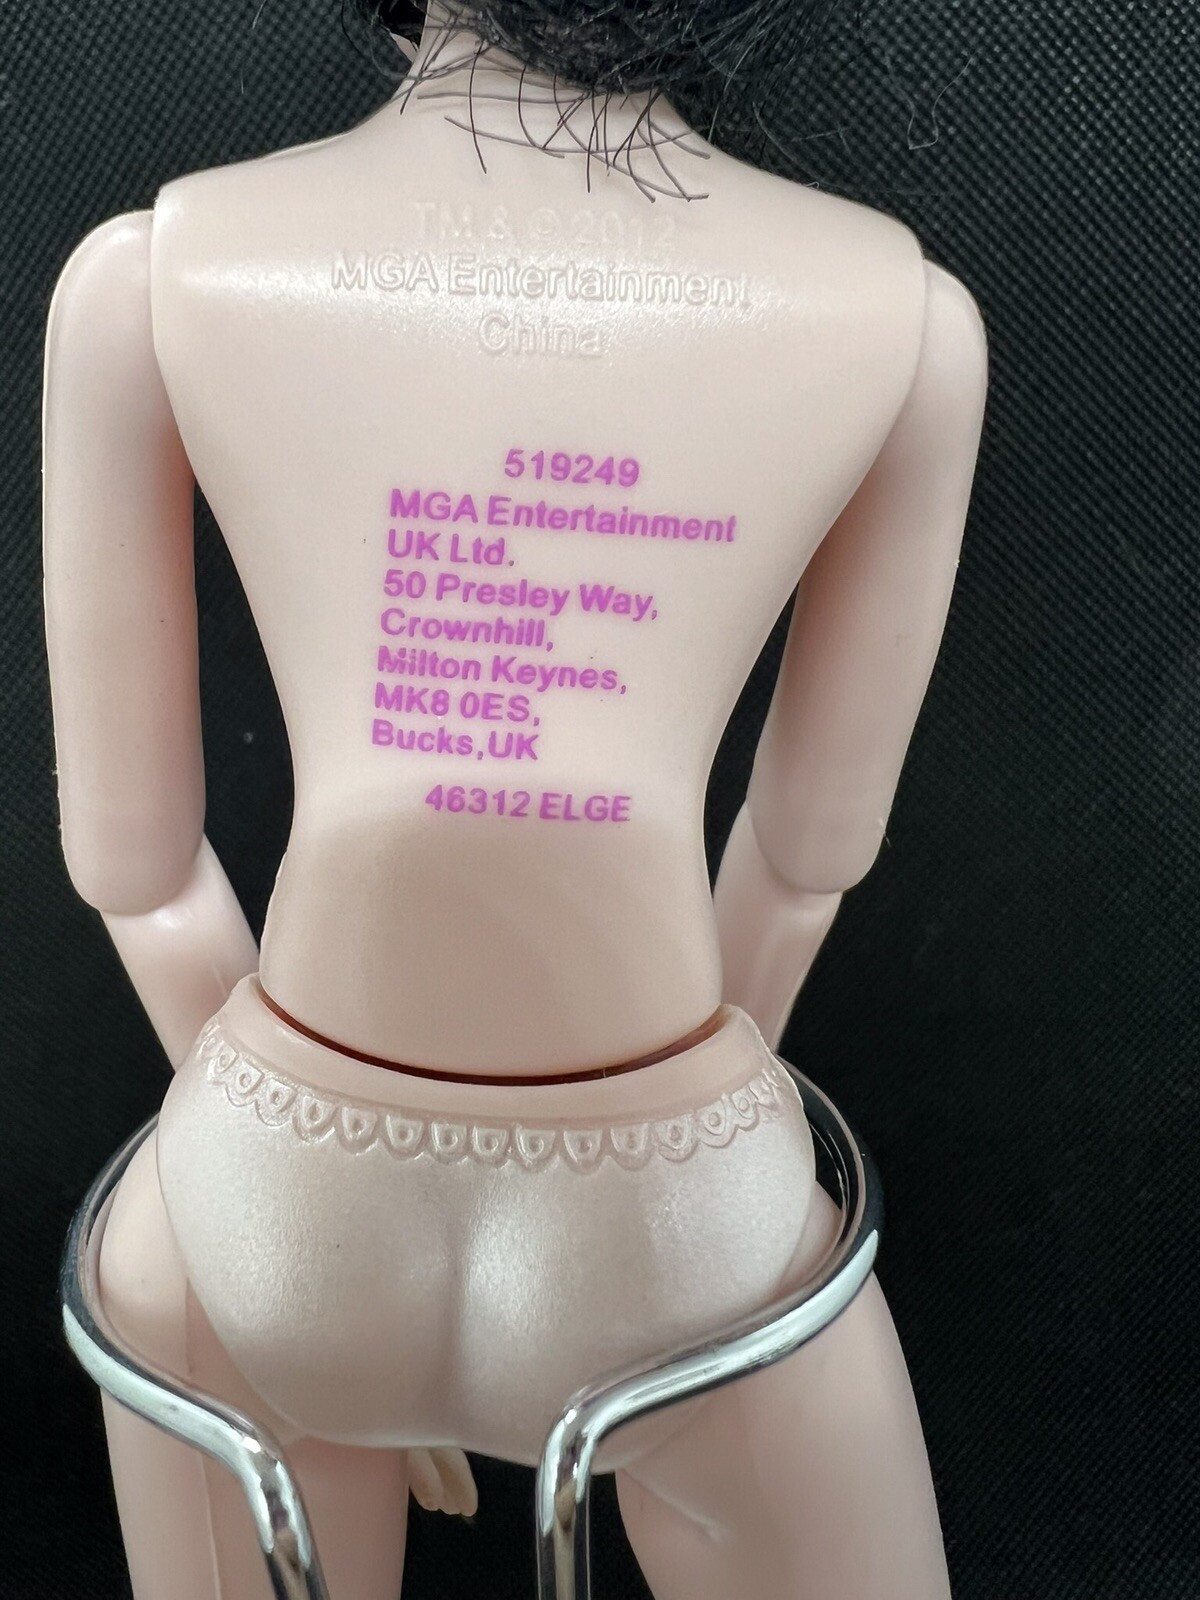 TM & © 2012
MGA Entertainment
China
519249
MGA Entertainment
UK Ltd.
50 Presley Way,
Crownhill,
Milton Keynes,
MK8 0ES,
Bucks,UK
46312 ELGE